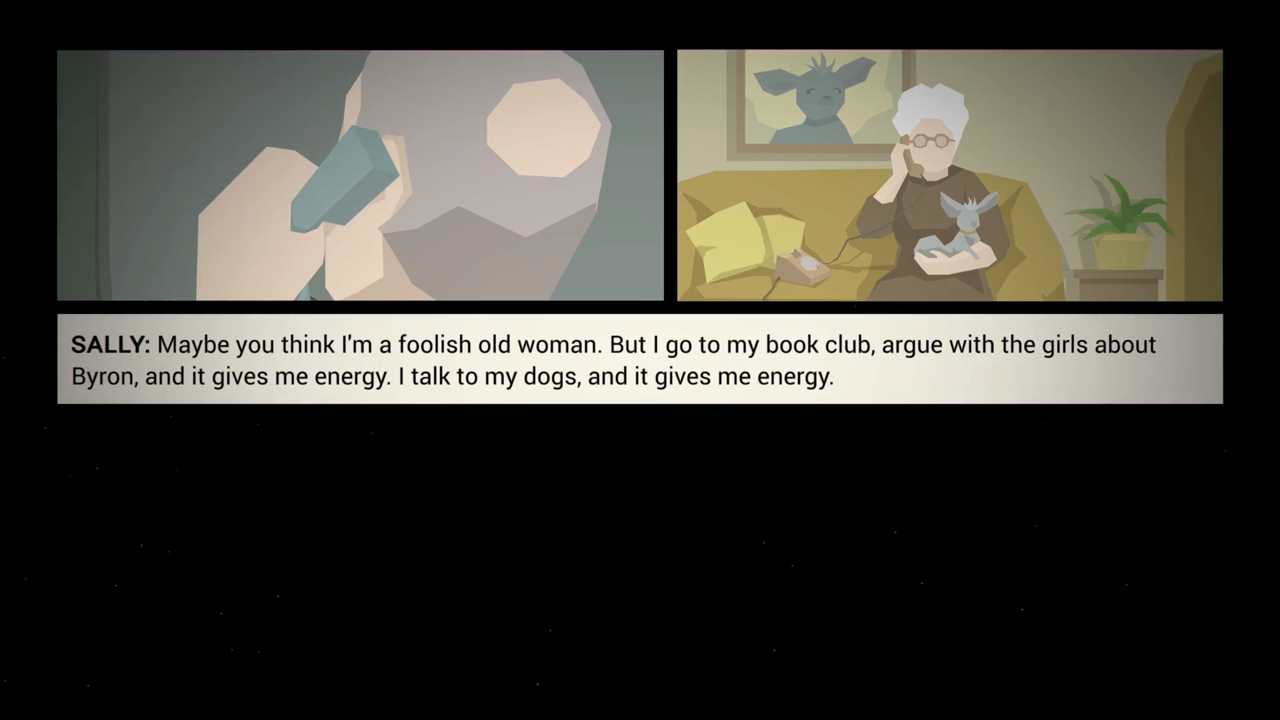 SALLY: Maybe you think I'm a foolish old woman. But I go to my book club, argue with the girls about
Byron, and it gives me energy. I talk to my dogs, and it gives me energy.